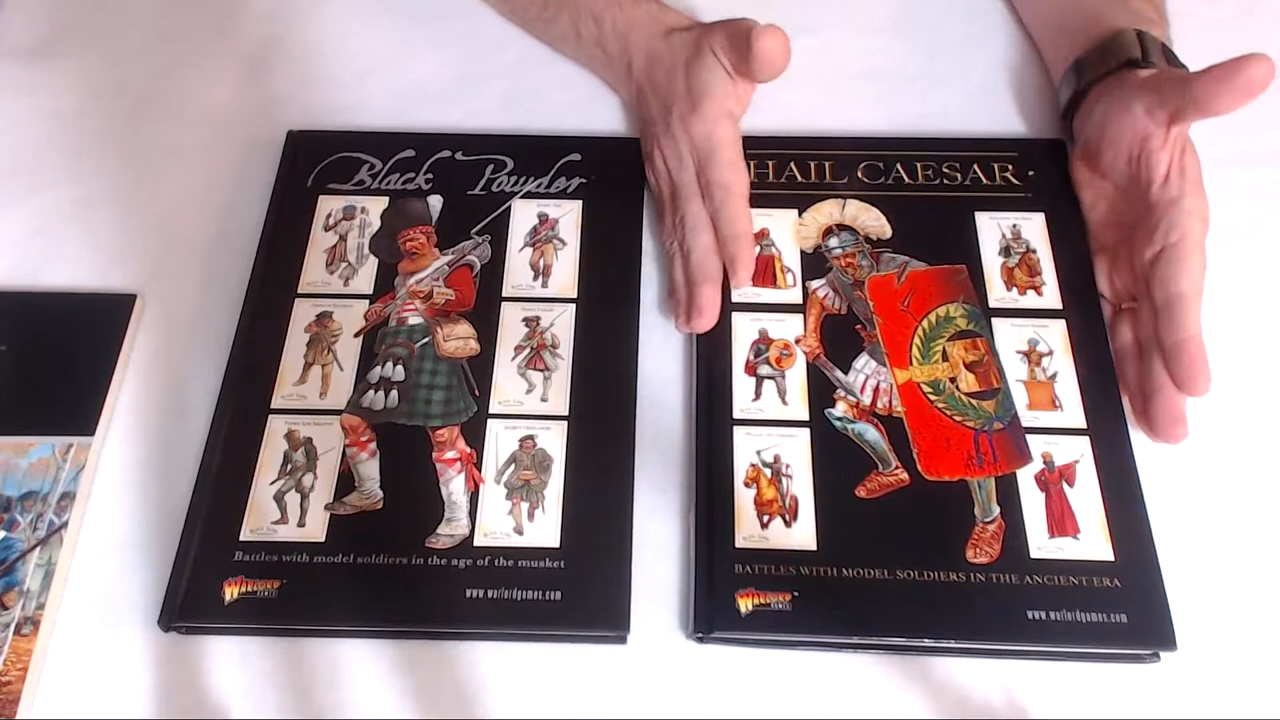 Black Powder
Battles with model soldiers in the age of the musket
WARLORD
GAMES
www.warlordgames.com
HAIL CAESAR
BATTLES WITH MODEL SOLDIERS IN THE ANCIENT ERA
WARLORD
GAMES
www.warlordgames.com